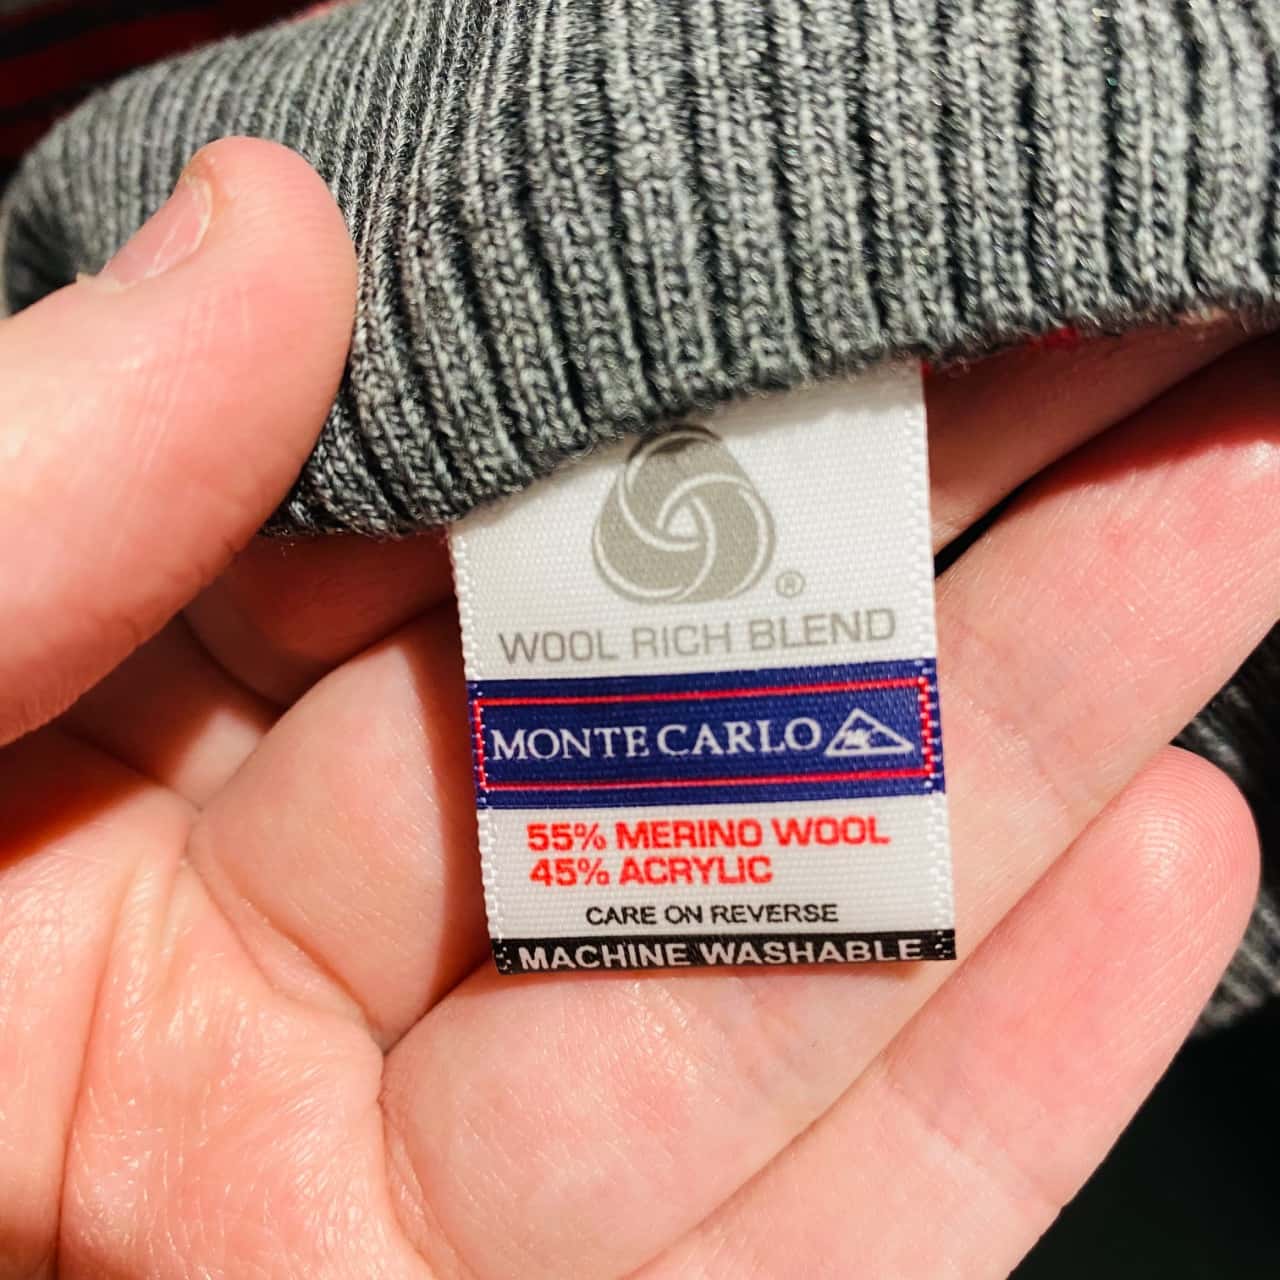 ®
WOOL RICH BLEND
MONTE CARLO
55% MERINO WOOL
45% ACRYLIC
CARE ON REVERSE
MACHINE WASHABLE